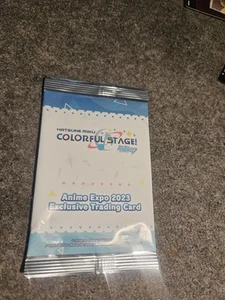 HATSUNE MIKU
COLORFUL STAGE!
Anime Expo 2023
Exclusive Trading Card